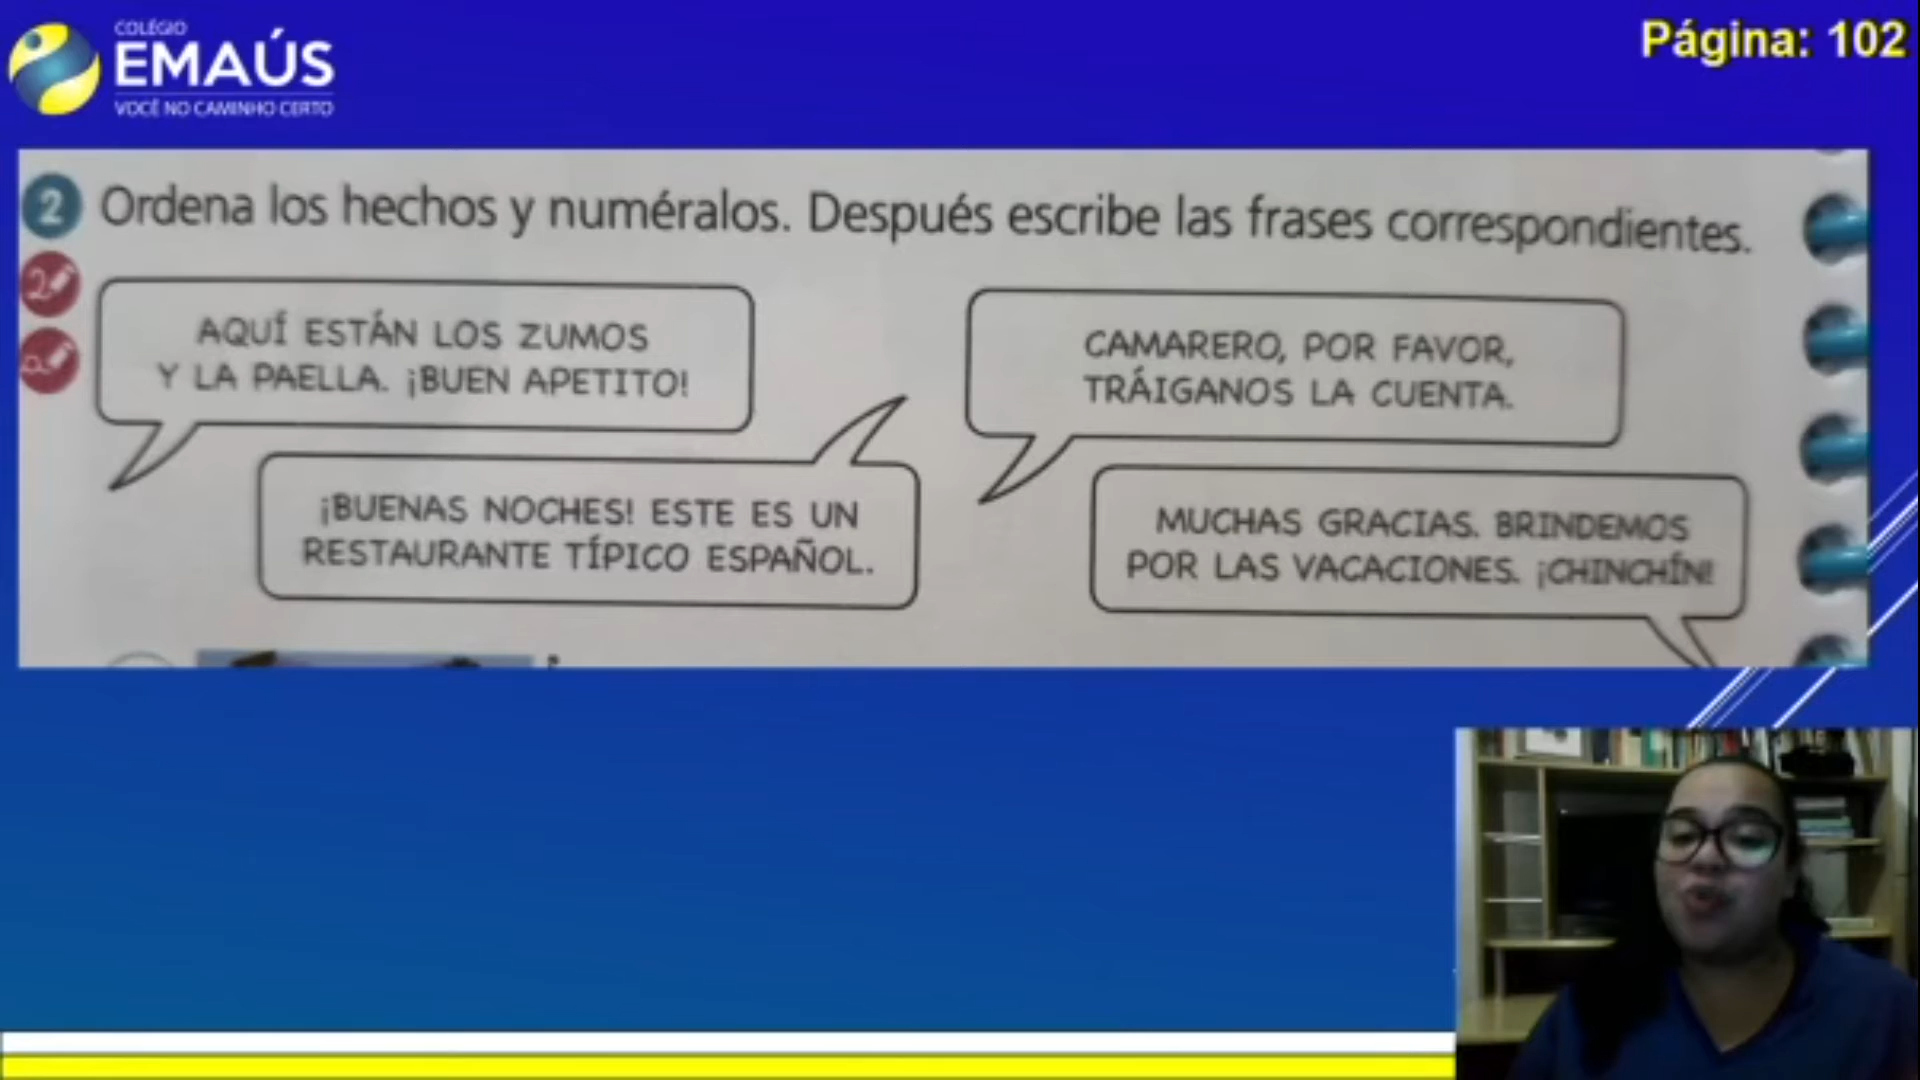 COLÉGIO
EMAÚS
VOCÊ NO CAMINHO CERTO
Página: 102
2 Ordena los hechos y numéralos. Después escribe las frases correspondientes.
AQUÍ ESTÁN LOS ZUMOS
Y LA PAELLA. ¡BUEN APETITO!
CAMARERO, POR FAVOR,
TRÁIGANOS LA CUENTA.
¡BUENAS NOCHES! ESTE ES UN
RESTAURANTE TÍPICO ESPAÑOL.
MUCHAS GRACIAS. BRINDEMOS
POR LAS VACACIONES. ¡CHINCHÍN!